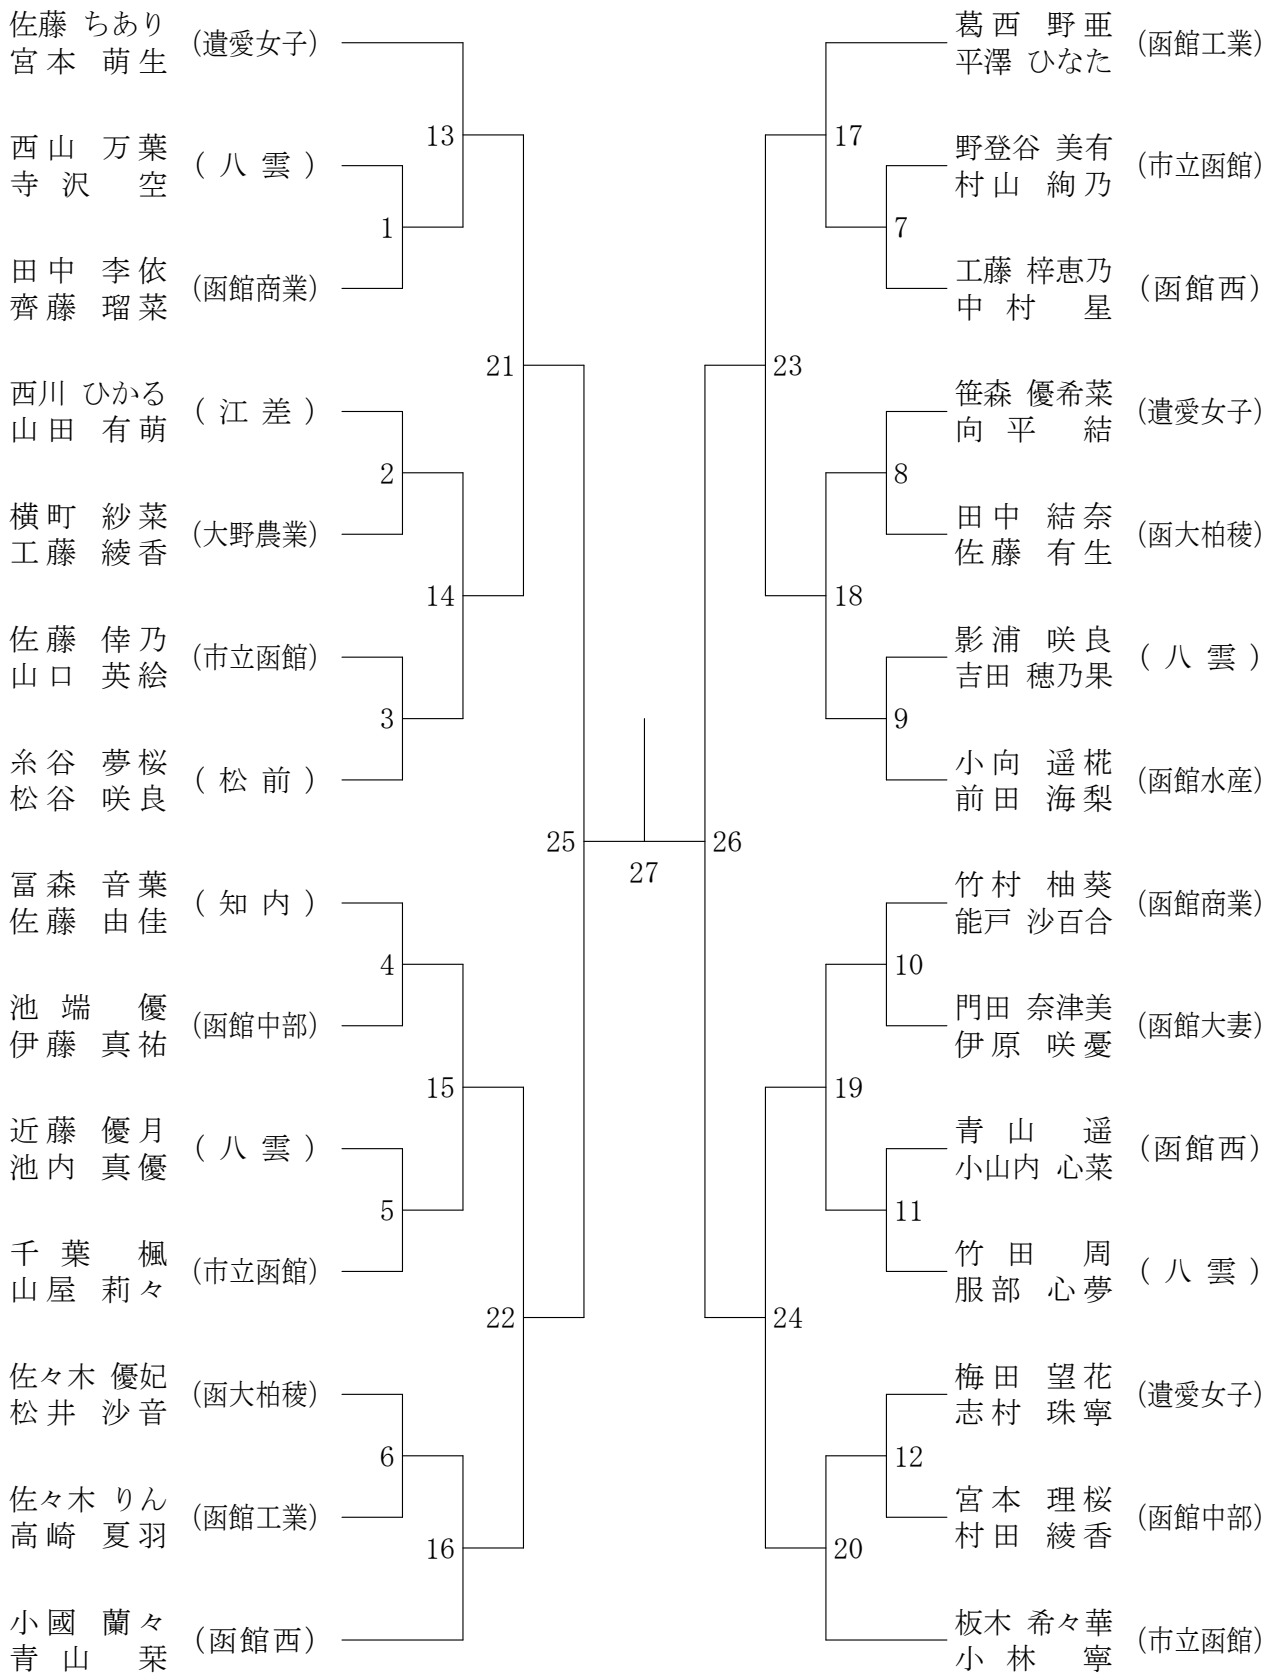 佐藤 ちあり
宮本 萌生
(遺愛女子)
西山 万葉
寺沢 空
(八雲)
田中 李依
齊藤 瑠菜
(函館商業)
西川 ひかる
山田 有萌
(江差)
横町 紗菜
工藤 綾香
(大野農業)
佐藤 倖乃
山口 英絵
(市立函館)
糸谷 夢桜
松谷 咲良
(松前)
冨森 音葉
佐藤 由佳
(知内)
池端 優
伊藤 真祐
(函館中部)
近藤 優月
池内 真優
(八雲)
千葉 楓
山屋 莉々
(市立函館)
佐々木 優妃
松井 沙音
(函大柏稜)
佐々木 りん
高崎 夏羽
(函館工業)
小國 蘭々
青山 栞
(函館西)
1
2
3
4
5
6
13
14
15
16
21
22
25
27
26
23
24
17
18
19
20
7
8
9
10
11
12
葛西 野亜
平澤 ひなた
(函館工業)
野登谷 美有
村山 絢乃
(市立函館)
工藤 梓恵乃
中村 星
(函館西)
笹森 優希菜
向平 結
(遺愛女子)
田中 結奈
佐藤 有生
(函大柏稜)
影浦 咲良
吉田 穂乃果
(八雲)
小向 遥椛
前田 海梨
(函館水産)
竹村 柚葵
能戸 沙百合
(函館商業)
門田 奈津美
伊原 咲憂
(函館大妻)
青山 遥
小山内 心菜
(函館西)
竹田 周
服部 心夢
(八雲)
梅田 望花
志村 珠寧
(遺愛女子)
宮本 理桜
村田 綾香
(函館中部)
板木 希々華
小林 寧
(市立函館)